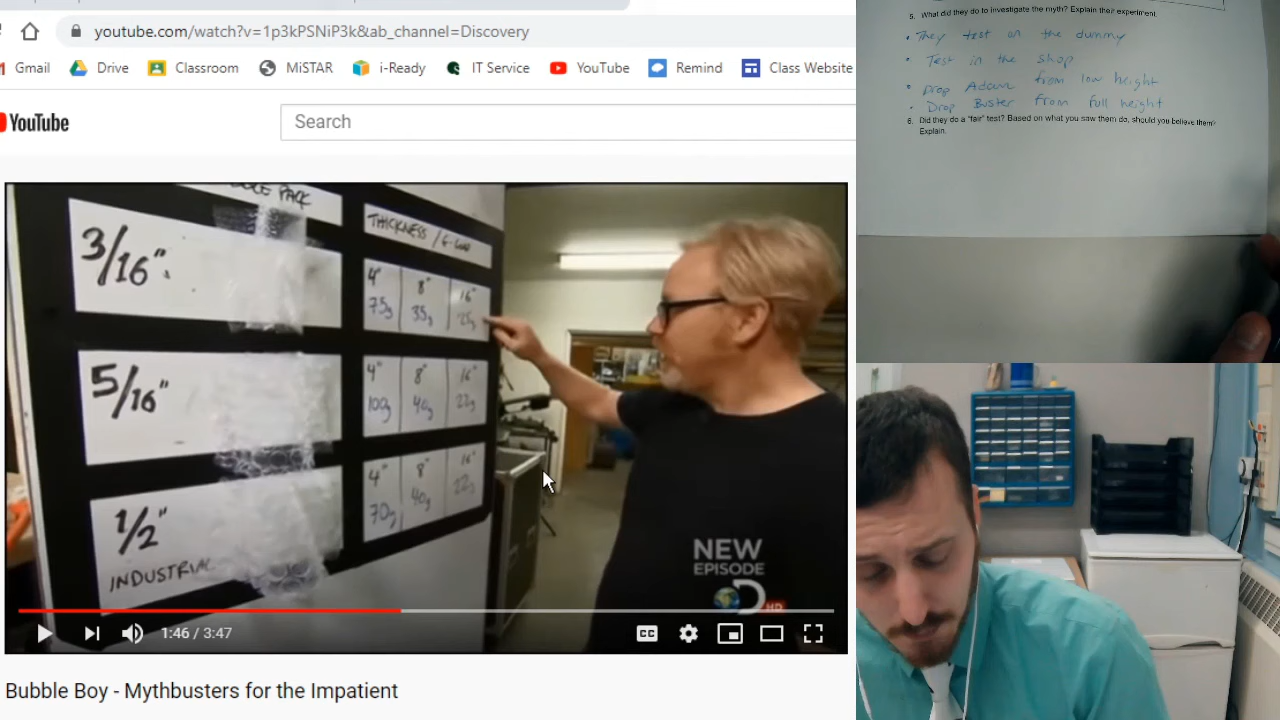 youtube.com/watch?v=1p3kPSNiP3k&ab_channel=Discovery
Gmail Drive Classroom MiSTAR i-Ready IT Service YouTube Remind Class Website
YouTube
Search
PACK
THICKNESS / G-
3/16"
4" 8" 16"
75g 35g 25g
5/16"
4" 8" 16"
100g 40g 22g
1/2"
INDUSTRIAL
4" 8" 16"
70g 40g 22g
NEW
EPISODE
D
HD
1:46 / 3:47
CC
HD
Bubble Boy - Mythbusters for the Impatient
5. What did they do to investigate the myth? Explain their experiment.
• They test on the dummy
• Test in the shop
• Drop Adam from low height
• Drop Buster from full height
6. Did they do a "fair" test? Based on what you saw them do, should you believe them?
Explain.